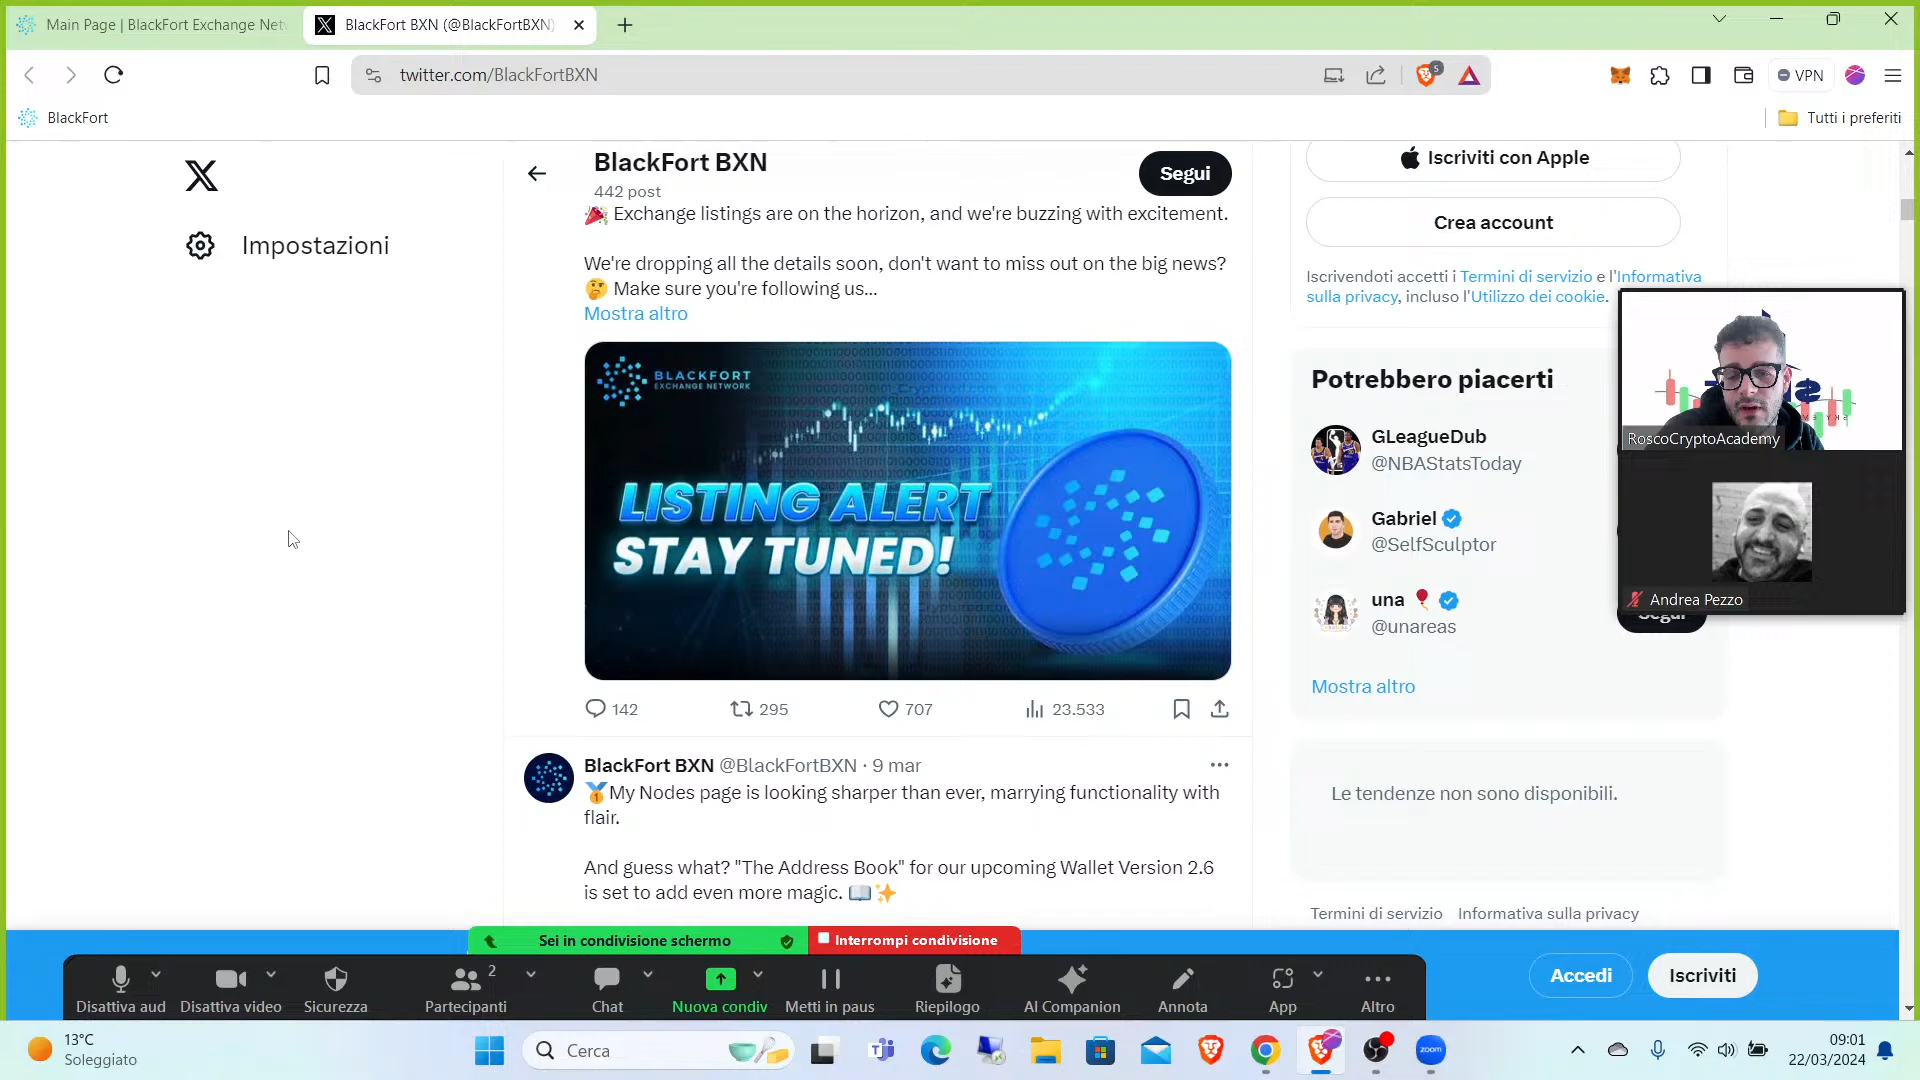 Main Page | BlackFort Exchange Net
BlackFort BXN (@BlackFortBXN)
twitter.com/BlackFortBXN
5
VPN
BlackFort
Tutti i preferiti
Impostazioni
BlackFort BXN
442 post
Segui
🎉 Exchange listings are on the horizon, and we're buzzing with excitement.
We're dropping all the details soon, don't want to miss out on the big news?
🤔 Make sure you're following us...
Mostra altro
BLACKFORT
EXCHANGE NETWORK
LISTING ALERT
STAY TUNED!
142
295
707
23.533
BlackFort BXN @BlackFortBXN · 9 mar
🥇My Nodes page is looking sharper than ever, marrying functionality with
flair.
And guess what? "The Address Book" for our upcoming Wallet Version 2.6
is set to add even more magic. 📖✨
Iscriviti con Apple
Crea account
Iscrivendoti accetti i Termini di servizio e l'Informativa
sulla privacy, incluso l'Utilizzo dei cookie.
Potrebbero piacerti
GLeagueDub
@NBAStatsToday
Gabriel
@SelfSculptor
una 🎈
@unareas
Segui
Mostra altro
Le tendenze non sono disponibili.
Termini di servizio Informativa sulla privacy
RoscoCryptoAcademy
Andrea Pezzo
Accedi
Iscriviti
Sei in condivisione schermo
Interrompi condivisione
Disattiva aud
Disattiva video
Sicurezza
Partecipanti
2
Chat
Nuova condiv
Metti in paus
Riepilogo
AI Companion
Annota
App
Altro
13°C
Soleggiato
Cerca
zoom
09:01
22/03/2024